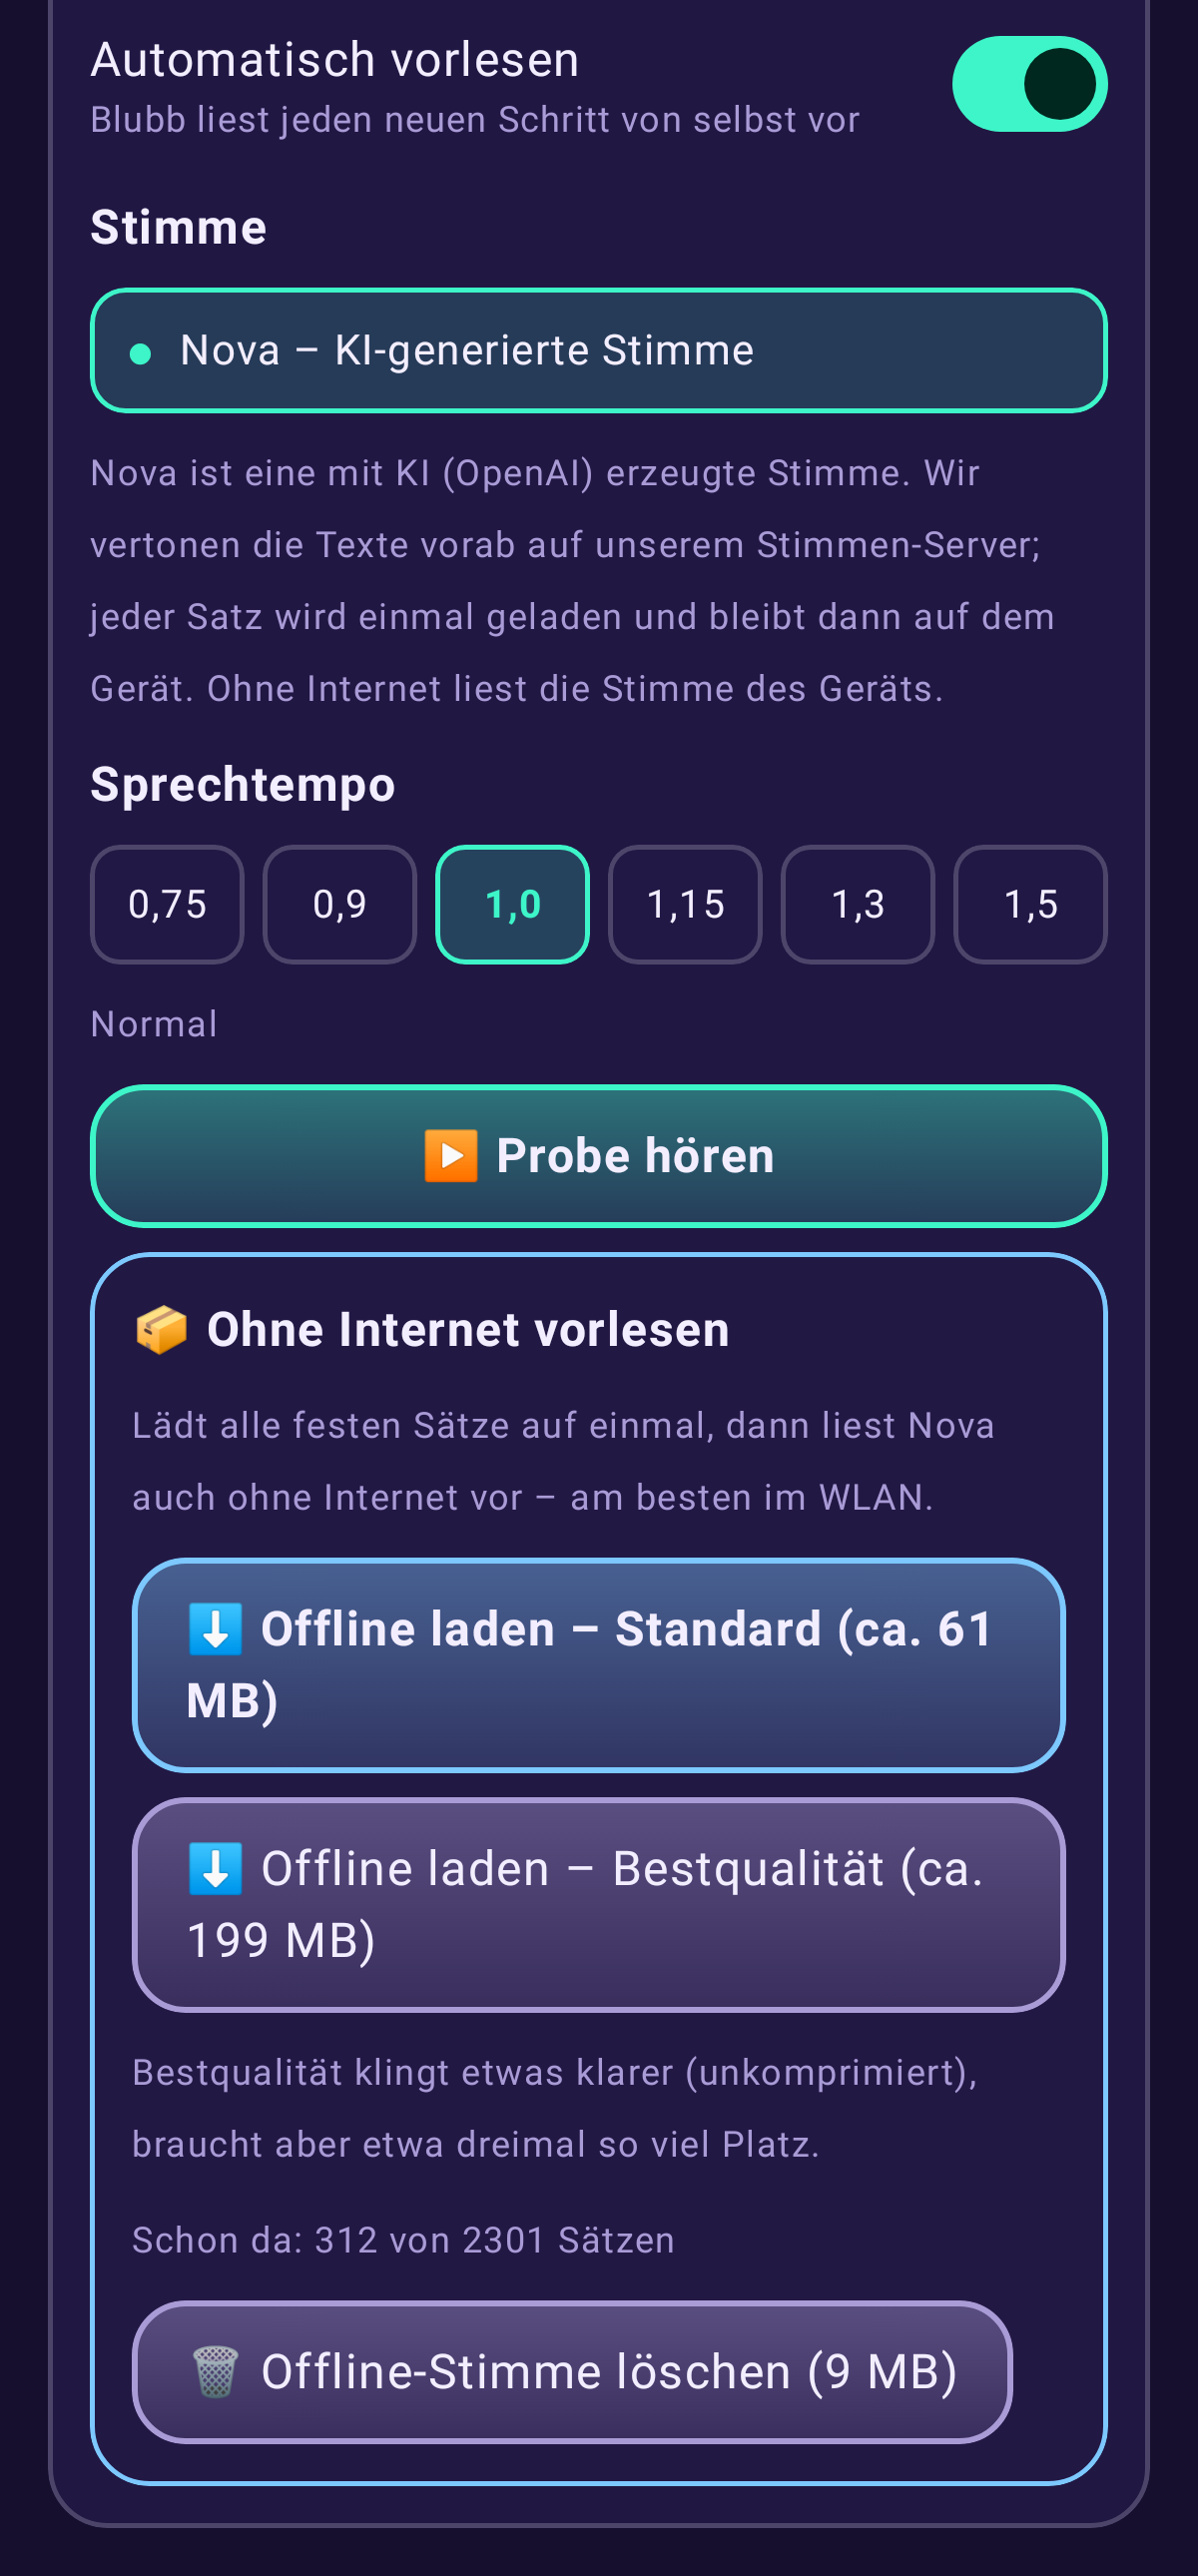 Automatisch vorlesen
Blubb liest jeden neuen Schritt von selbst vor
Stimme
Nova – KI-generierte Stimme
Nova ist eine mit KI (OpenAI) erzeugte Stimme. Wir
vertonen die Texte vorab auf unserem Stimmen-Server;
jeder Satz wird einmal geladen und bleibt dann auf dem
Gerät. Ohne Internet liest die Stimme des Geräts.
Sprechtempo
0,75 0,9 1,0 1,15 1,3 1,5
Normal
Probe hören
Ohne Internet vorlesen
Lädt alle festen Sätze auf einmal, dann liest Nova
auch ohne Internet vor – am besten im WLAN.
Offline laden – Standard (ca. 61
MB)
Offline laden – Bestqualität (ca.
199 MB)
Bestqualität klingt etwas klarer (unkomprimiert),
braucht aber etwa dreimal so viel Platz.
Schon da: 312 von 2301 Sätzen
Offline-Stimme löschen (9 MB)